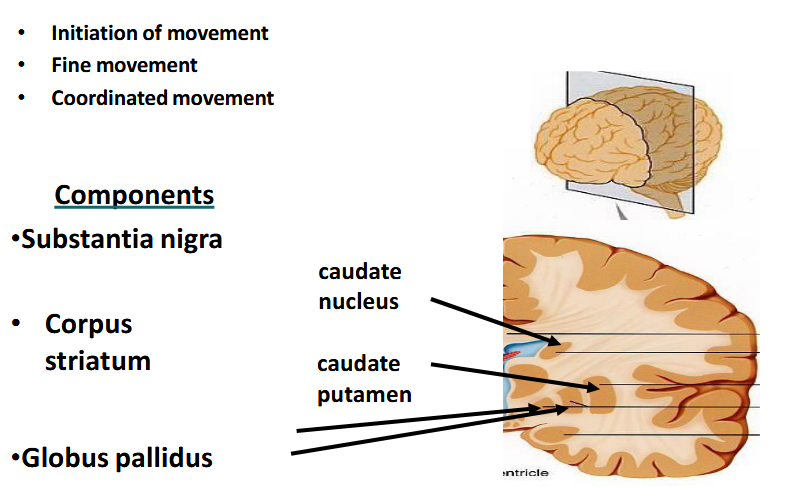 • Initiation of movement
• Fine movement
• Coordinated movement
Components
•Substantia nigra
• Corpus
striatum
caudate
nucleus
caudate
putamen
•Globus pallidus
entricle